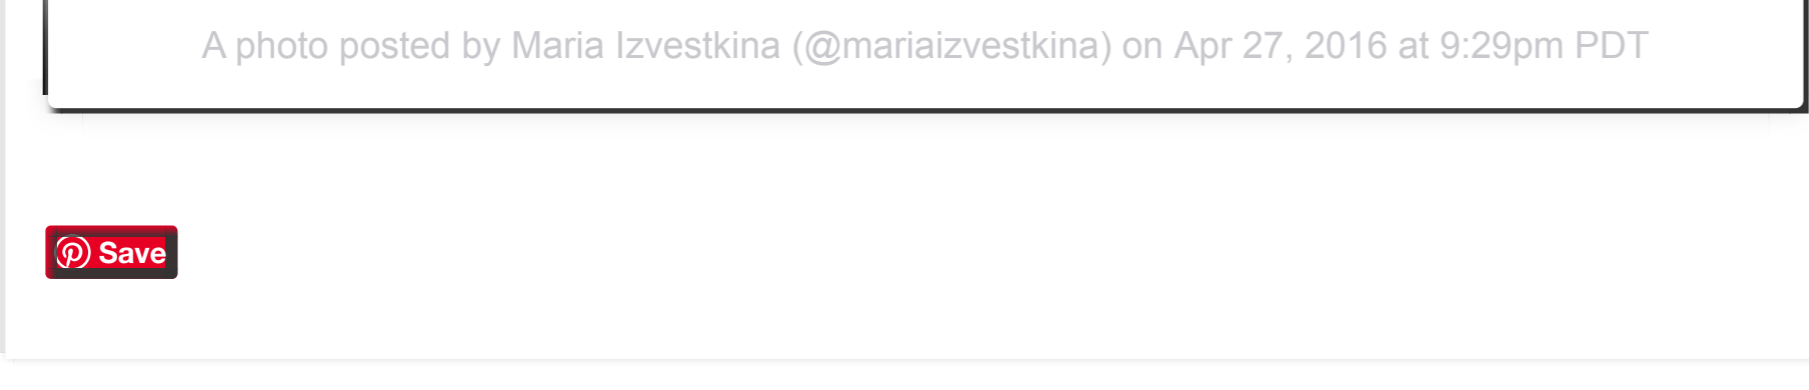 A photo posted by Maria Izvestkina (@mariaizvestkina) on Apr 27, 2016 at 9:29pm PDT
Save